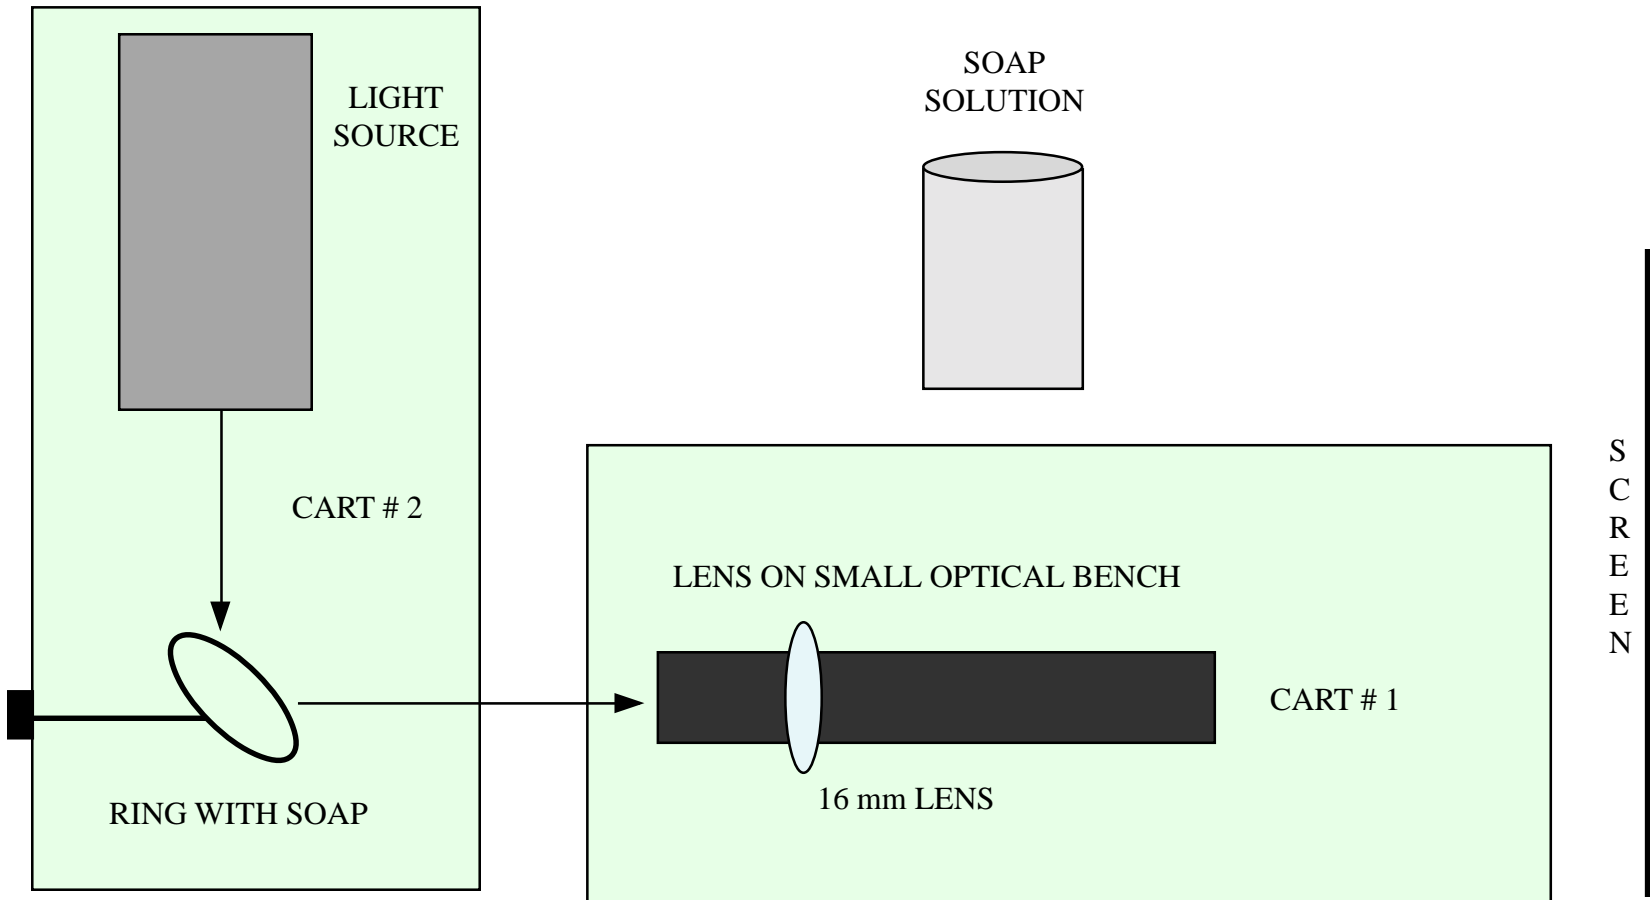 LIGHT
SOURCE
SOAP
SOLUTION
CART # 2
LENS ON SMALL OPTICAL BENCH
CART # 1
16 mm LENS
RING WITH SOAP
S
C
R
E
E
N